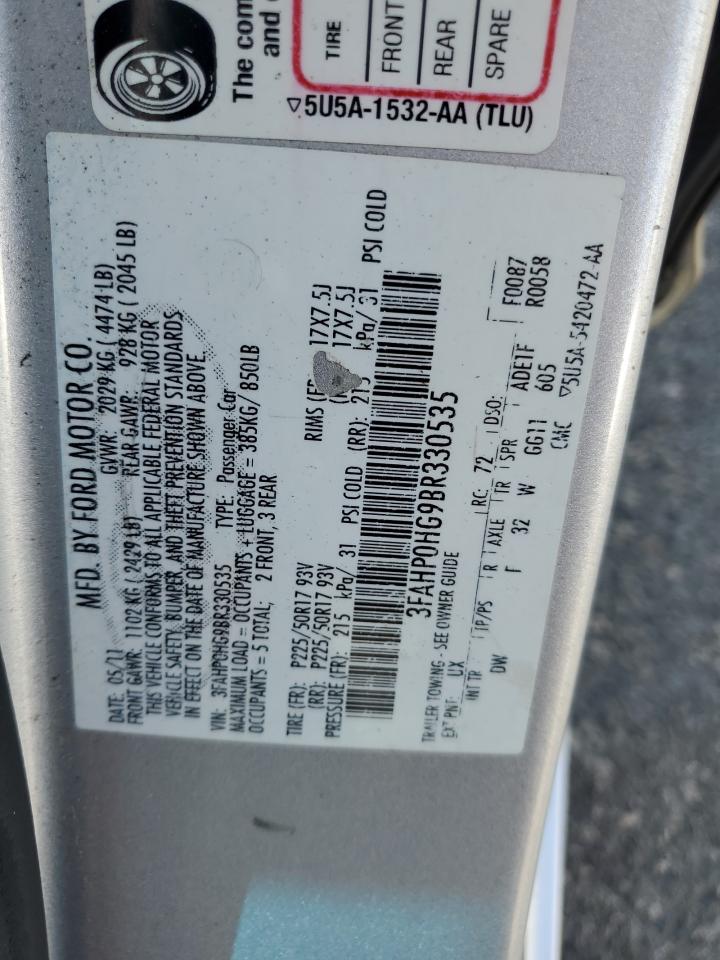 The com
and c
TIRE
FRONT
REAR
SPARE
▽5U5A-1532-AA (TLU)
MFD. BY FORD MOTOR CO.
DATE: 05/11 GVWR: 2029 KG ( 4474 LB)
FRONT GAWR: 1102 KG ( 2429 LB) REAR GAWR: 928 KG ( 2045 LB)
THIS VEHICLE CONFORMS TO ALL APPLICABLE FEDERAL MOTOR
VEHICLE SAFETY, BUMPER, AND THEFT PREVENTION STANDARDS
IN EFFECT ON THE DATE OF MANUFACTURE SHOWN ABOVE.
VIN: 3FAHP0HG9BR330535 TYPE: Passenger Car
MAXIMUM LOAD = OCCUPANTS + LUGGAGE = 385KG/ 850LB
OCCUPANTS = 5 TOTAL; 2 FRONT, 3 REAR
TIRE (FR): P225/50R17 93V RIMS 17X7.5J
(RR): P225/50R17 93V 17X7.5J
PRESSURE (FR): 215 kPa/ 31 PSI COLD (RR): 215 kPa/ 31 PSI COLD
3FAHP0HG9BR330535
TRAILER TOWING - SEE OWNER GUIDE
EXT PNT: UX RC: 72 DSO:
INT TR TP/PS R AXLE TR SPR ADE1F F0087
DW F 32 W GG11 605 R0058
CMC ▽5U5A-5420472-AA